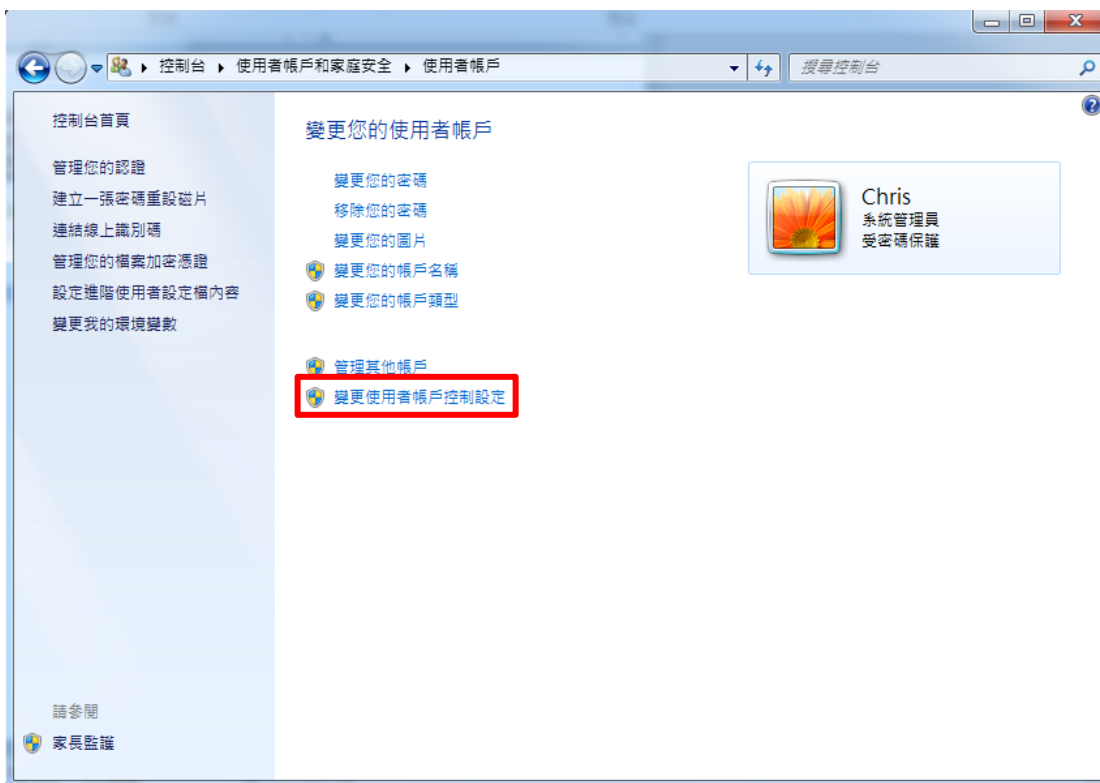 控制台 使用者帳戶和家庭安全 使用者帳戶
搜尋控制台
控制台首頁
管理您的認證
建立一張密碼重設磁片
連結線上識別碼
管理您的檔案加密憑證
設定進階使用者設定檔內容
變更我的環境變數
請參閱
家長監護
變更您的使用者帳戶
變更您的密碼
移除您的密碼
變更您的圖片
變更您的帳戶名稱
變更您的帳戶類型
管理其他帳戶
變更使用者帳戶控制設定
Chris
系統管理員
受密碼保護